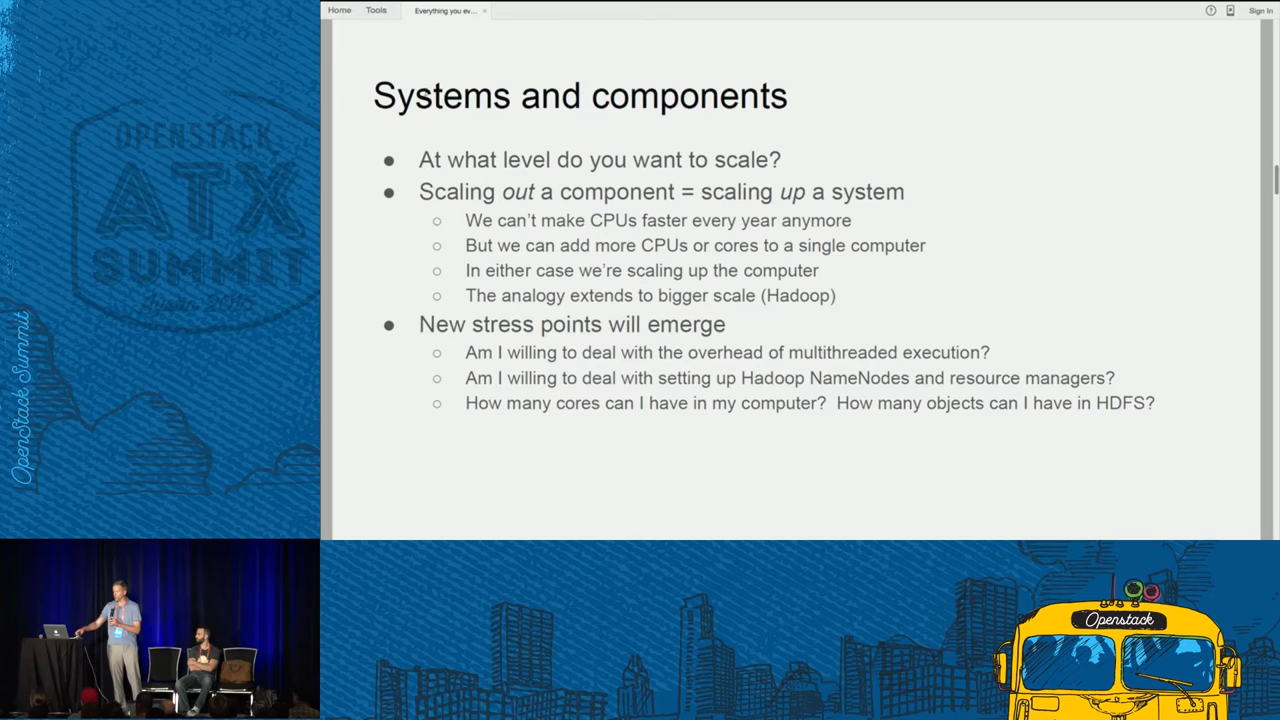 Home Tools Everything you ev... × Sign In
OPENSTACK
ATX
SUMMIT
Austin 2016
OpenStack Summit
Systems and components
● At what level do you want to scale?
● Scaling out a component = scaling up a system
○ We can't make CPUs faster every year anymore
○ But we can add more CPUs or cores to a single computer
○ In either case we're scaling up the computer
○ The analogy extends to bigger scale (Hadoop)
● New stress points will emerge
○ Am I willing to deal with the overhead of multithreaded execution?
○ Am I willing to deal with setting up Hadoop NameNodes and resource managers?
○ How many cores can I have in my computer? How many objects can I have in HDFS?
Openstack